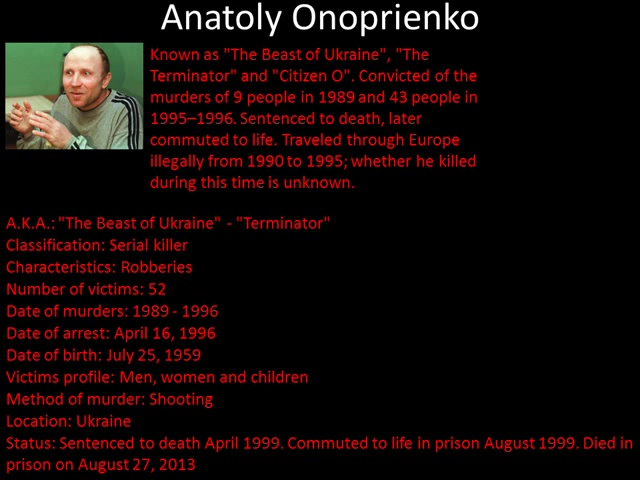 Anatoly Onoprienko
Known as "The Beast of Ukraine", "The
Terminator" and "Citizen O". Convicted of the
murders of 9 people in 1989 and 43 people in
1995–1996. Sentenced to death, later
commuted to life. Traveled through Europe
illegally from 1990 to 1995; whether he killed
during this time is unknown.
A.K.A.: "The Beast of Ukraine" - "Terminator"
Classification: Serial killer
Characteristics: Robberies
Number of victims: 52
Date of murders: 1989 - 1996
Date of arrest: April 16, 1996
Date of birth: July 25, 1959
Victims profile: Men, women and children
Method of murder: Shooting
Location: Ukraine
Status: Sentenced to death April 1999. Commuted to life in prison August 1999. Died in
prison on August 27, 2013